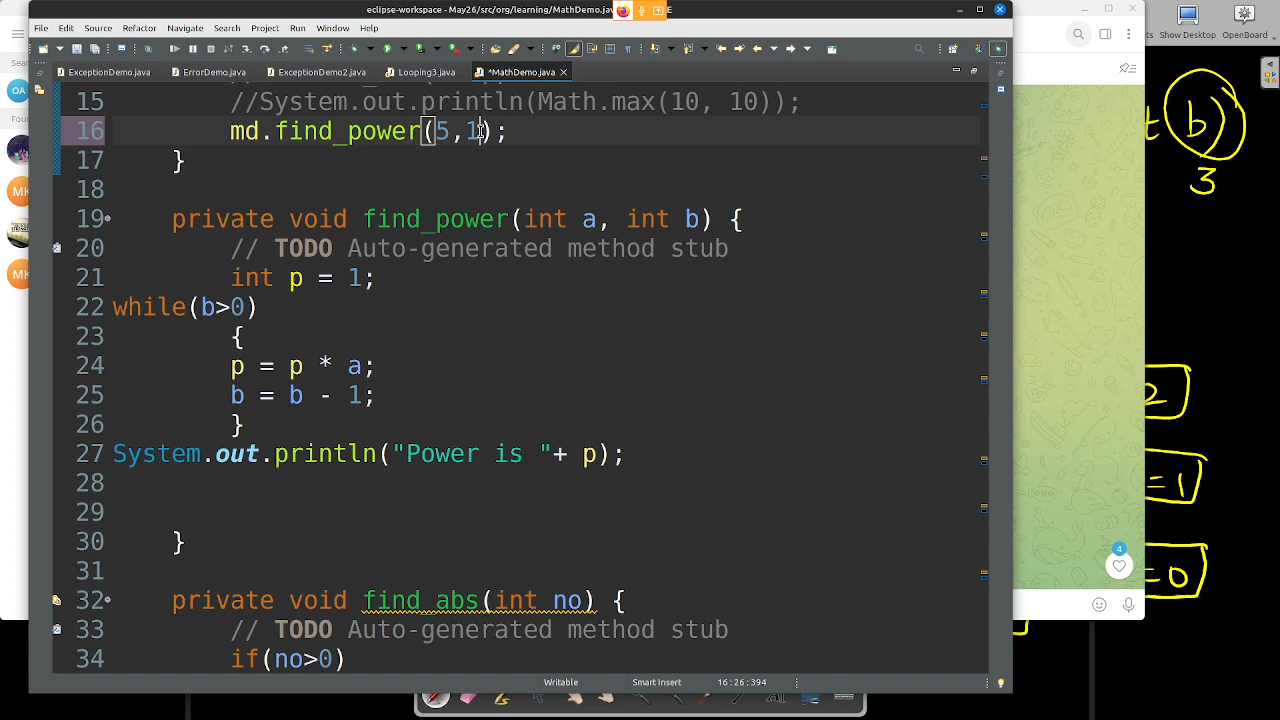 eclipse-workspace - May26/src/org/learning/MathDemo.jav
File Edit Source Refactor Navigate Search Project Run Window Help
Show Desktop OpenBoard
ExceptionDemo.java ErrorDemo.java ExceptionDemo2.java Looping3.java *MathDemo.java
15 //System.out.println(Math.max(10, 10));
16 md.find_power(5,1);
17 }
18
19 private void find_power(int a, int b) {
20 // TODO Auto-generated method stub
21 int p = 1;
22 while(b>0)
23 {
24 p = p * a;
25 b = b - 1;
26 }
27 System.out.println("Power is "+ p);
28
29
30 }
31
32 private void find_abs(int no) {
33 // TODO Auto-generated method stub
34 if(no>0)
Writable Smart Insert 16:26:394
OA
MK
MK
t b)
3
2
=1
=0
4